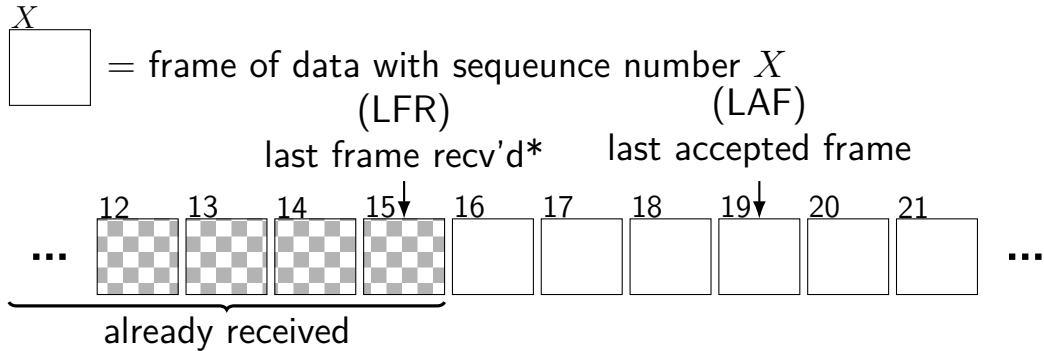 X
= frame of data with sequeunce number X
(LFR)
(LAF)
last frame recv'd*
last accepted frame
12 13 14 15 16 17 18 19 20 21
... ...
already received